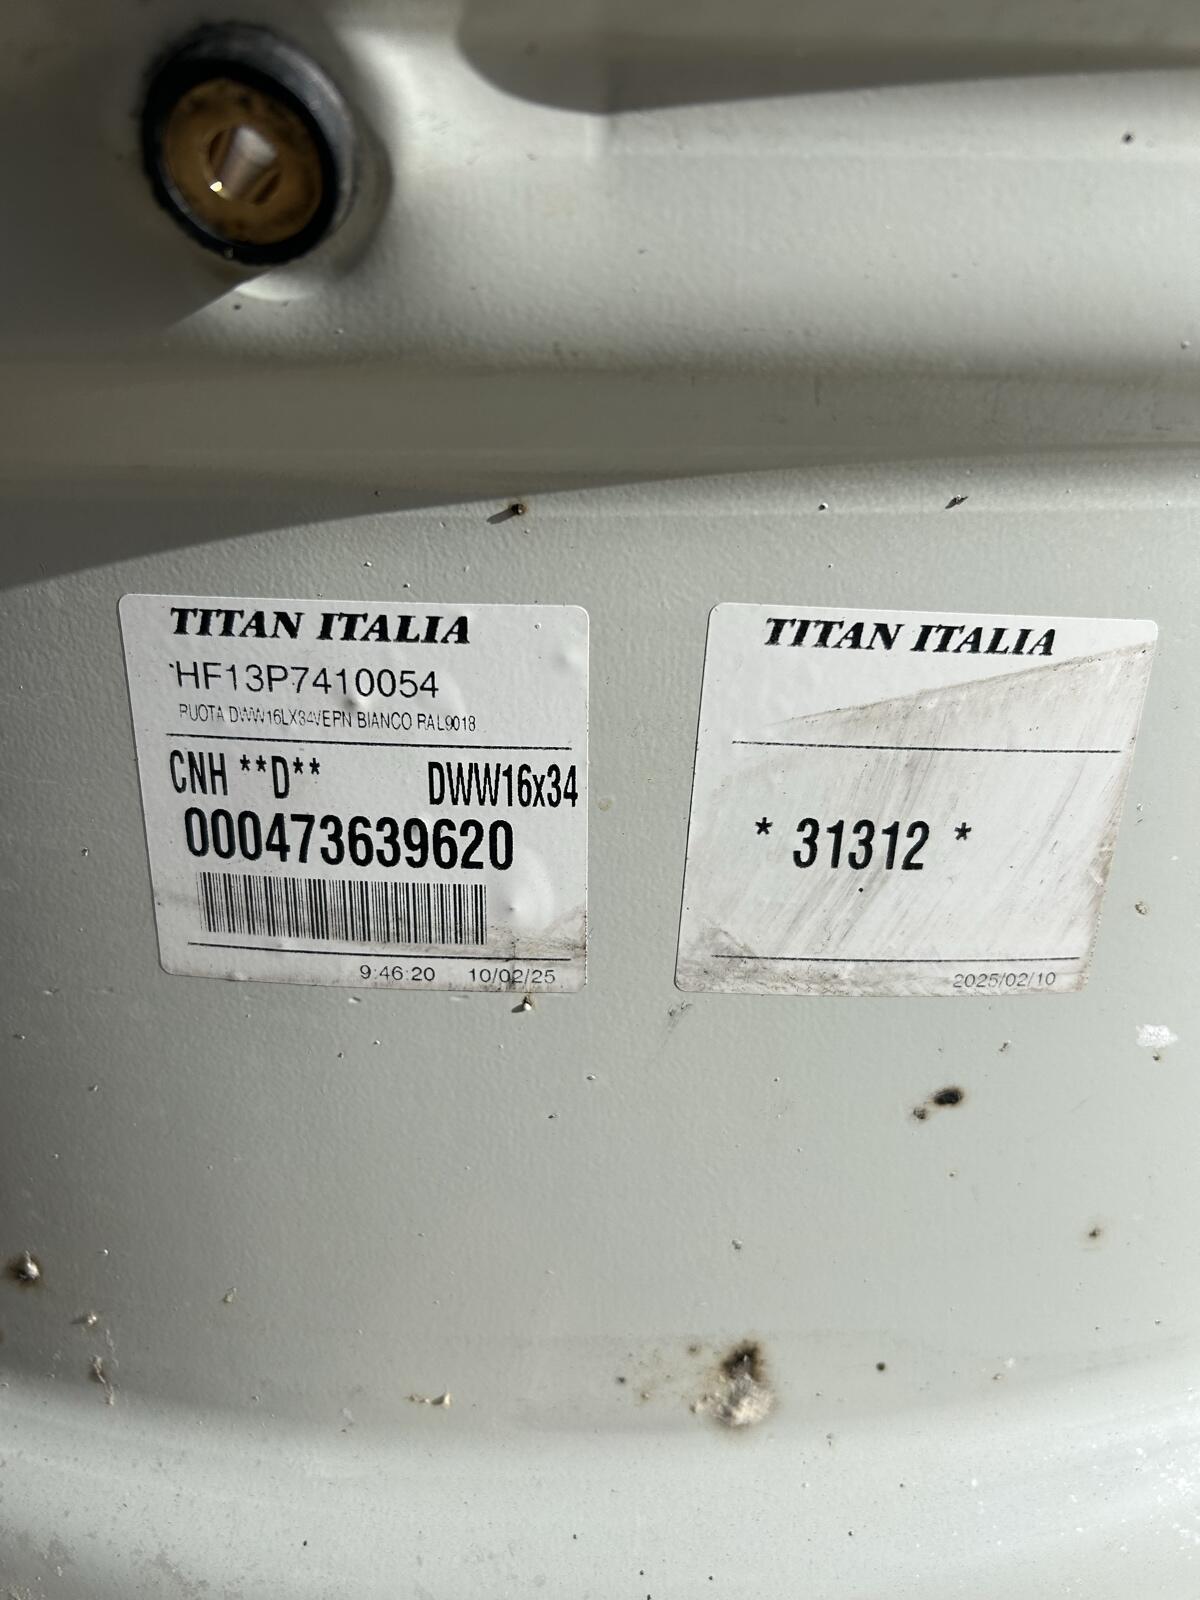 TITAN ITALIA
HF13P7410054
RUOTA DWW16LX34VERN BIANCO RAL9018
CNH **D** DWW16x34
000473639620
9:46:20 10/02/25
TITAN ITALIA
* 31312 *
2025/02/10